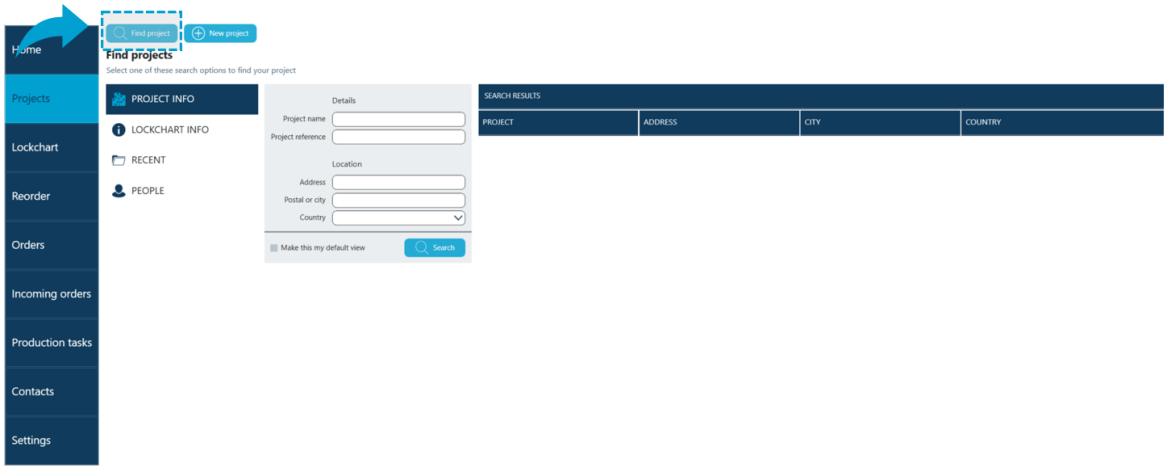 Find project
New project
Home
Projects
Lockchart
Reorder
Orders
Incoming orders
Production tasks
Contacts
Settings
Find projects
Select one of these search options to find your project
PROJECT INFO
LOCKCHART INFO
RECENT
PEOPLE
Details
Project name
Project reference
Location
Address
Postal or city
Country
Make this my default view
Search
SEARCH RESULTS
PROJECT ADDRESS CITY COUNTRY